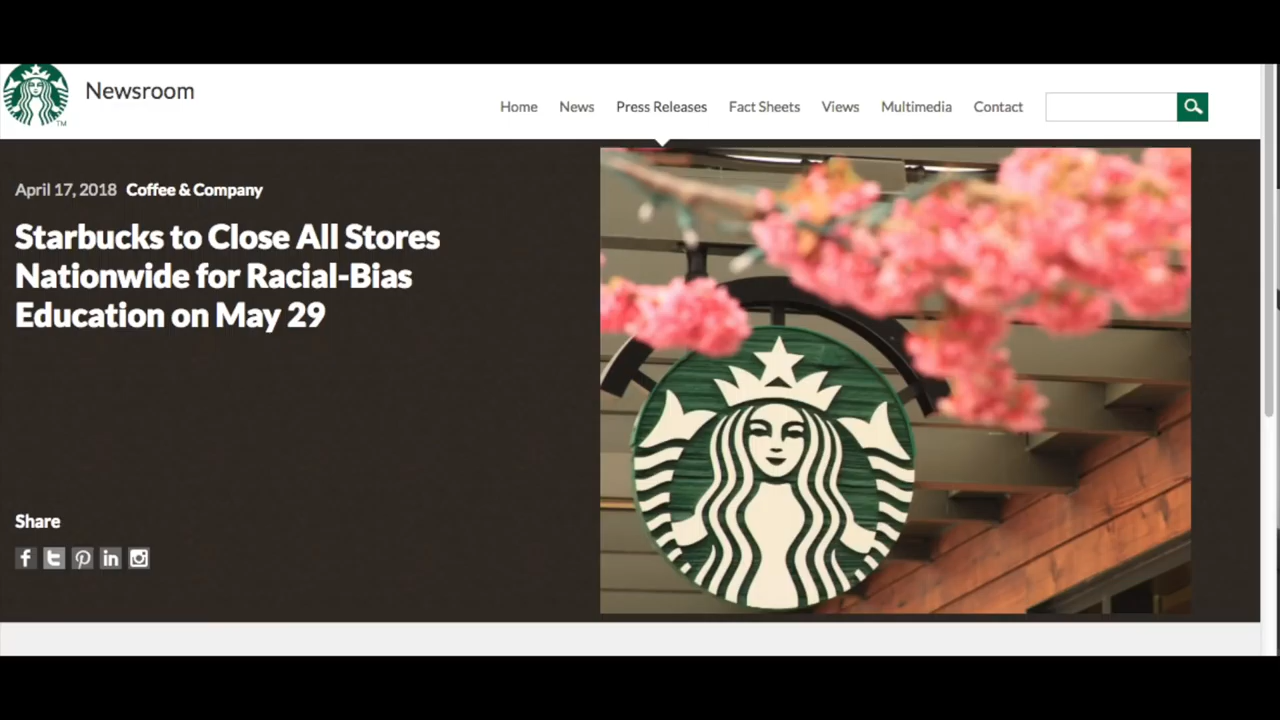 Newsroom
TM
Home News Press Releases Fact Sheets Views Multimedia Contact
April 17, 2018 Coffee & Company
Starbucks to Close All Stores
Nationwide for Racial-Bias
Education on May 29
Share